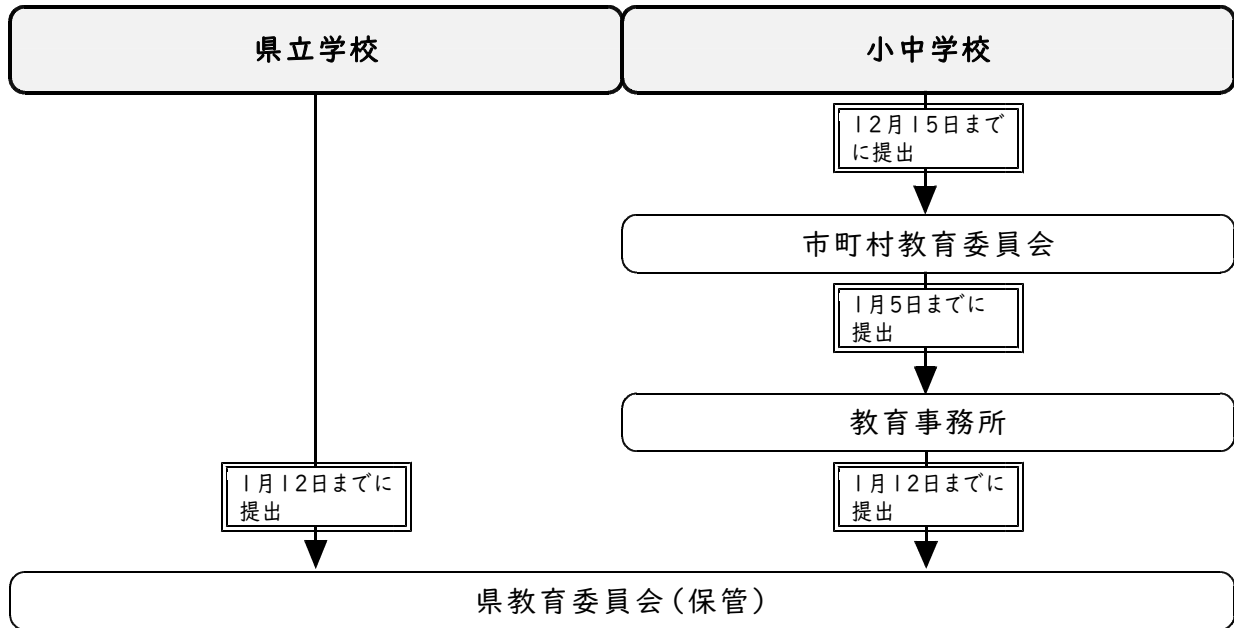 県立学校
小中学校
12月15日まで
に提出
市町村教育委員会
1月5日までに
提出
教育事務所
1月12日までに
提出
1月12日までに
提出
県教育委員会(保管)